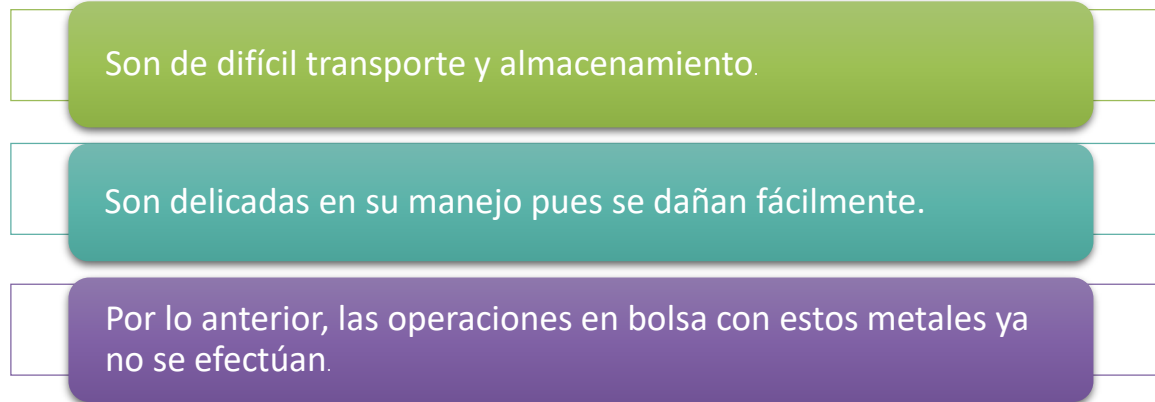 Son de difícil transporte y almacenamiento.
Son delicadas en su manejo pues se dañan fácilmente.
Por lo anterior, las operaciones en bolsa con estos metales ya
no se efectúan.